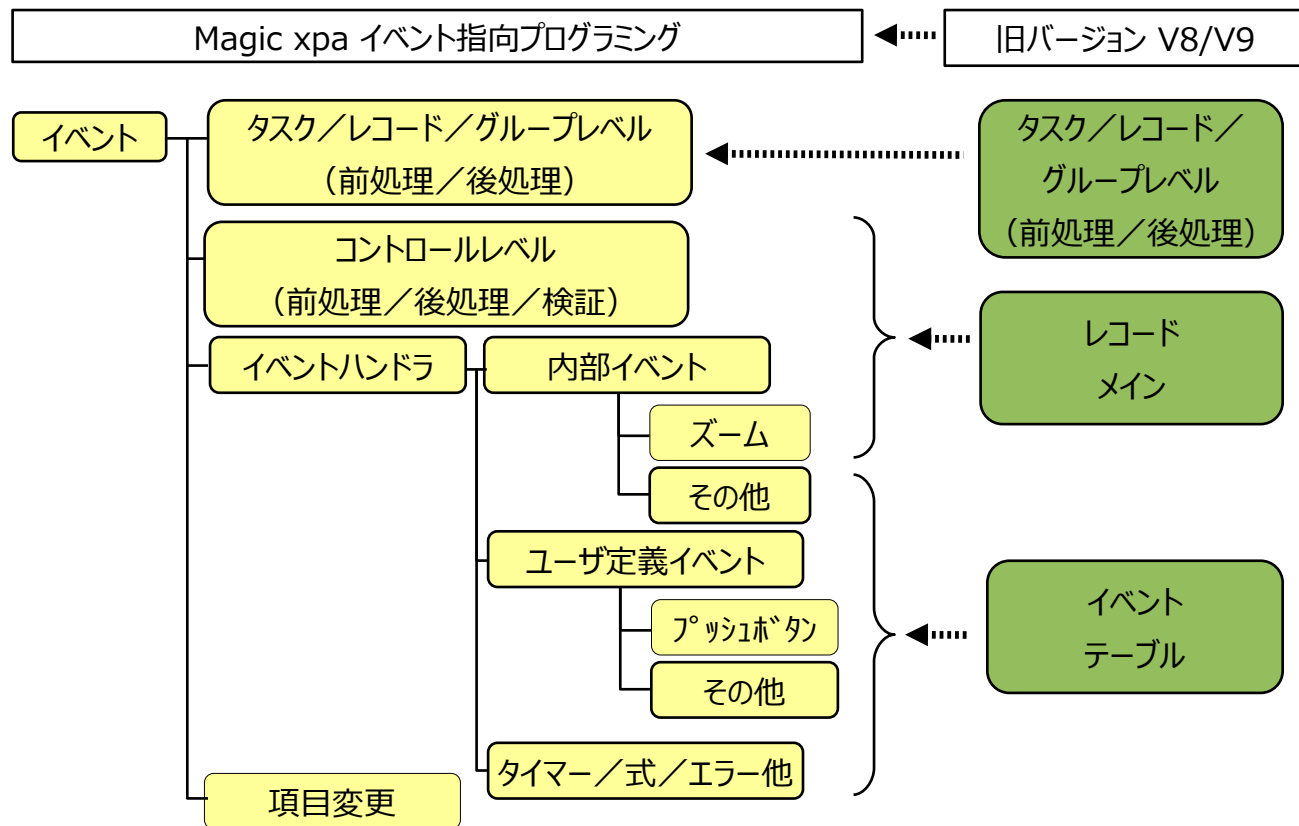 Magic xpa イベント指向プログラミング
旧バージョン V8/V9
イベント
タスク／レコード／グループレベル
（前処理／後処理）
タスク／レコード／
グループレベル
（前処理／後処理）
コントロールレベル
（前処理／後処理／検証）
レコード
メイン
イベントハンドラ
内部イベント
ズーム
その他
ユーザ定義イベント
ﾌﾟｯｼｭﾎﾞﾀﾝ
その他
イベント
テーブル
タイマー／式／エラー他
項目変更